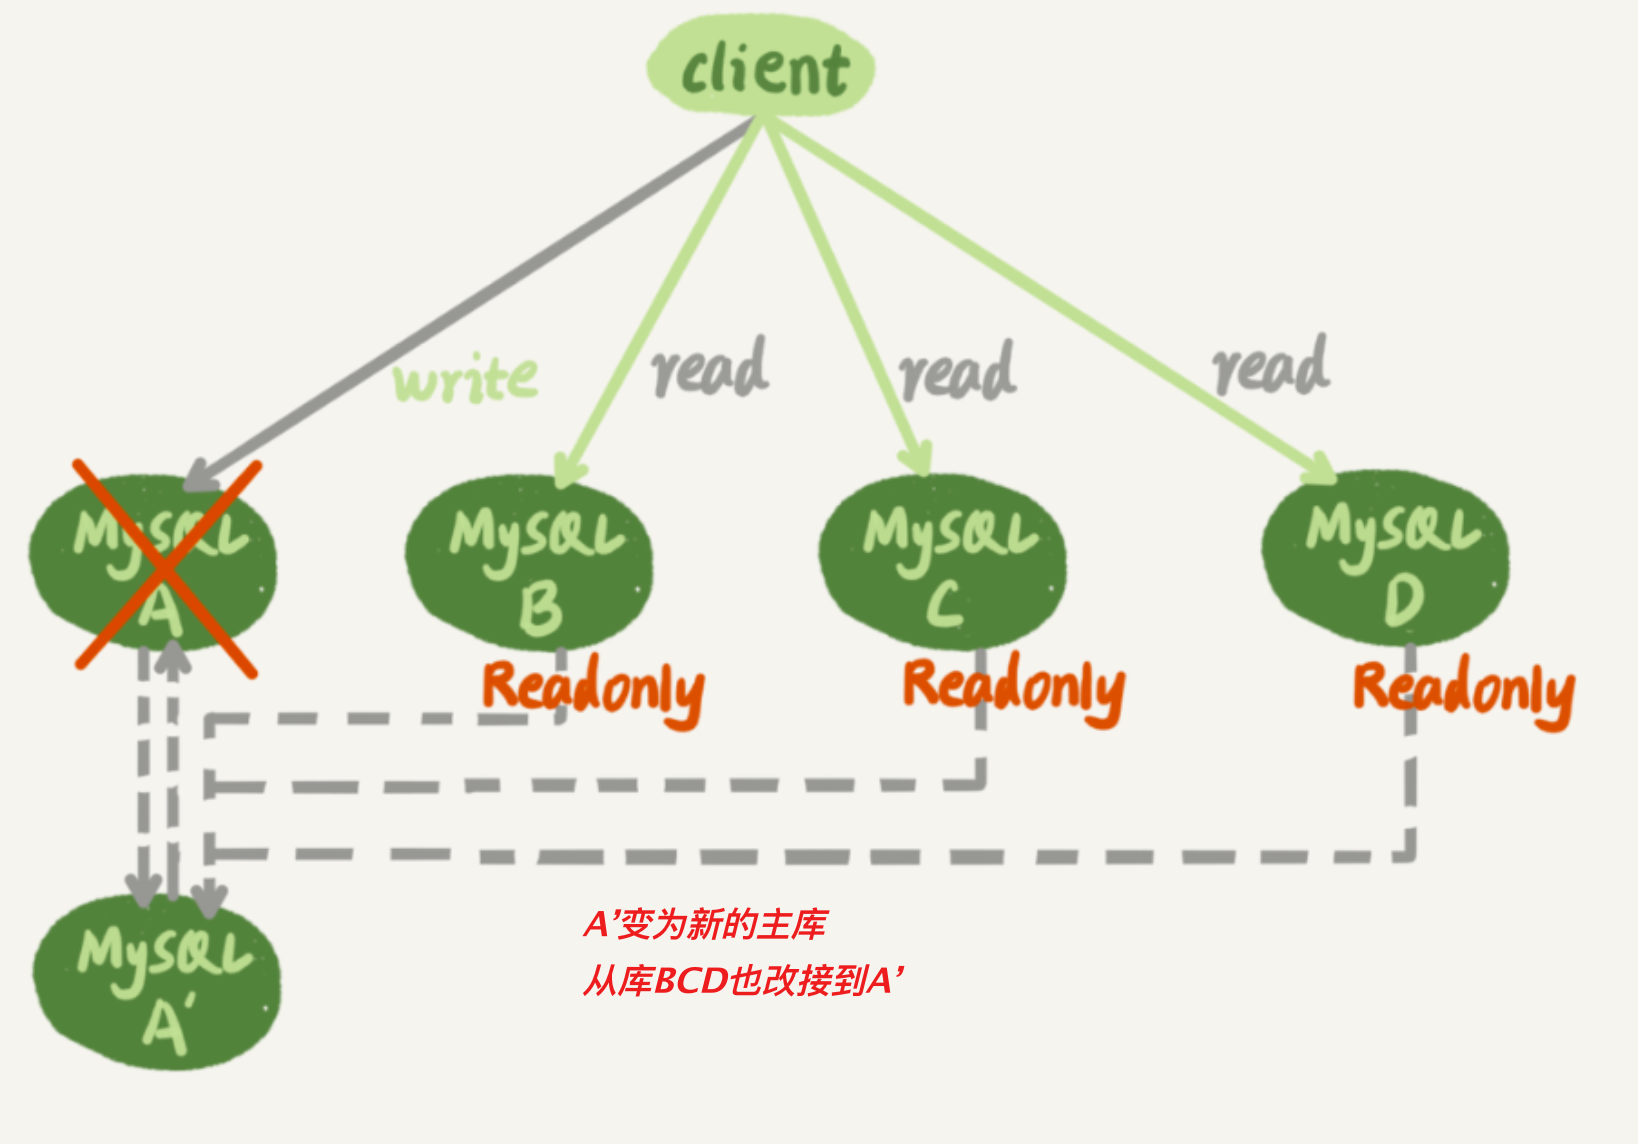 client
write
read
read
read
MySQL
A
MySQL
B
MySQL
C
MySQL
D
Readonly
Readonly
Readonly
MySQL
A'
A'变为新的主库
从库BCD也改接到A'